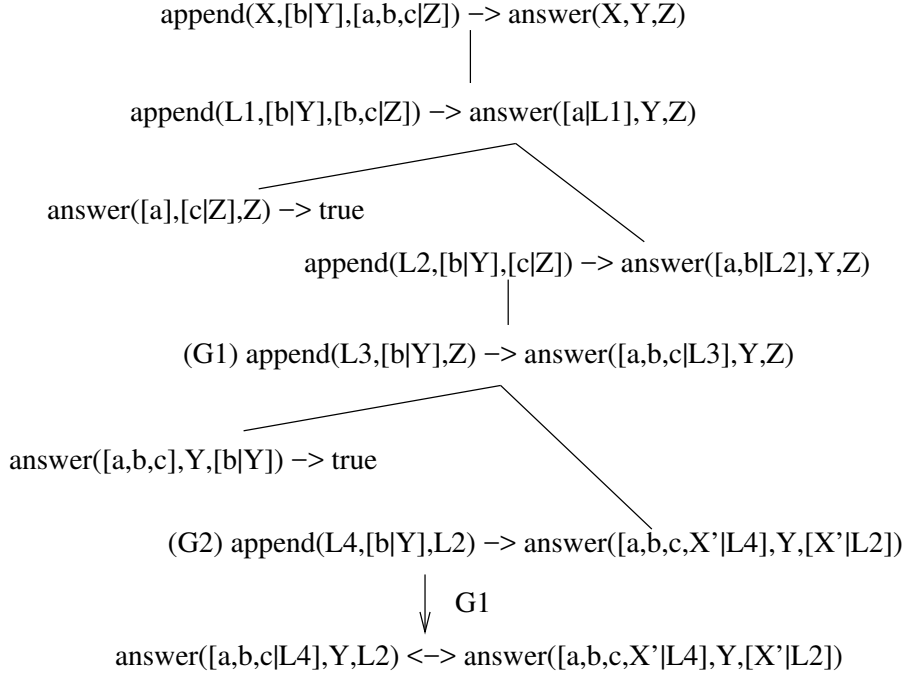 append(X,[b|Y],[a,b,c|Z]) −> answer(X,Y,Z)
append(L1,[b|Y],[b,c|Z]) −> answer([a|L1],Y,Z)
answer([a],[c|Z],Z) −> true
append(L2,[b|Y],[c|Z]) −> answer([a,b|L2],Y,Z)
(G1) append(L3,[b|Y],Z) −> answer([a,b,c|L3],Y,Z)
answer([a,b,c],Y,[b|Y]) −> true
(G2) append(L4,[b|Y],L2) −> answer([a,b,c,X’|L4],Y,[X’|L2])
G1
answer([a,b,c|L4],Y,L2) <−> answer([a,b,c,X’|L4],Y,[X’|L2])